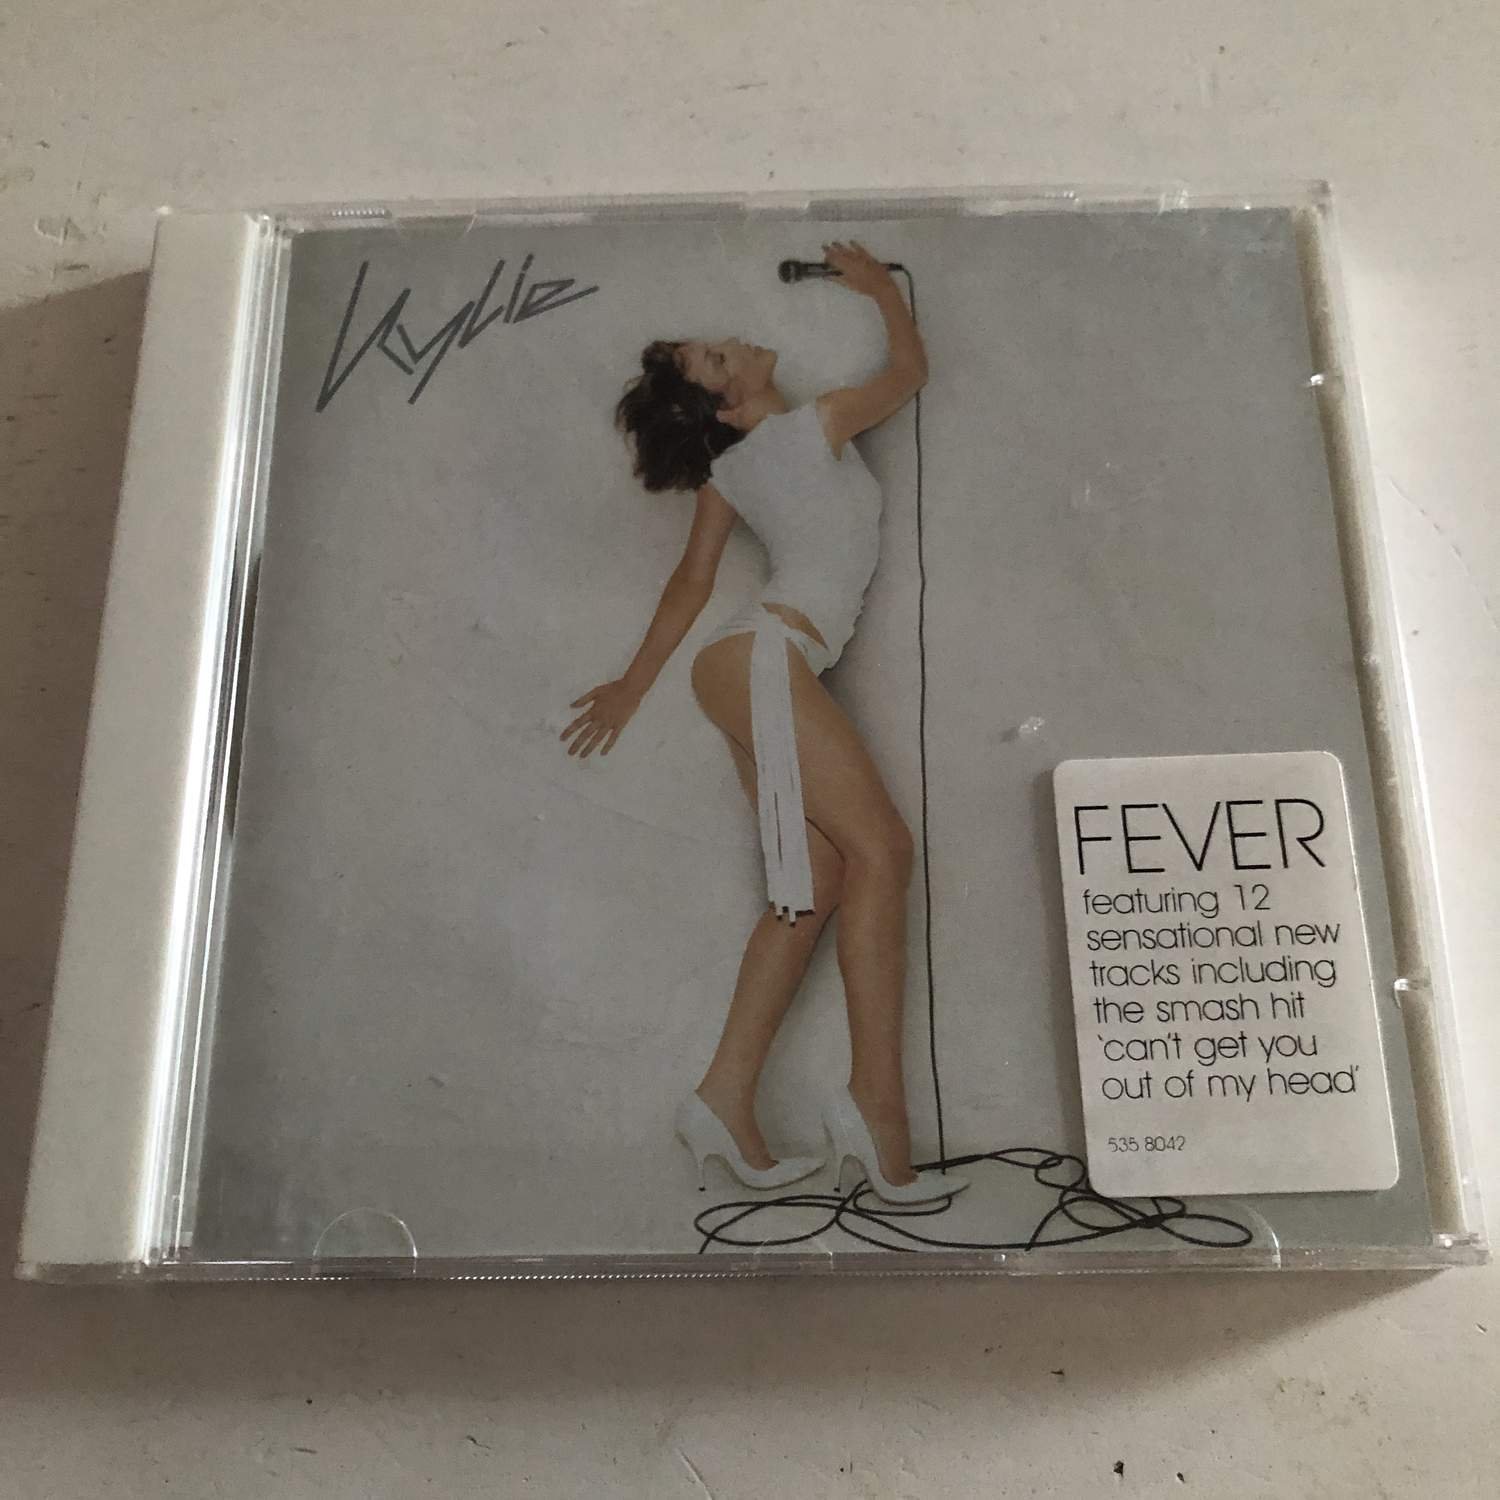 Kylie
FEVER
featuring 12
sensational new
tracks including
the smash hit
‘can't get you
out of my head’
535 8042